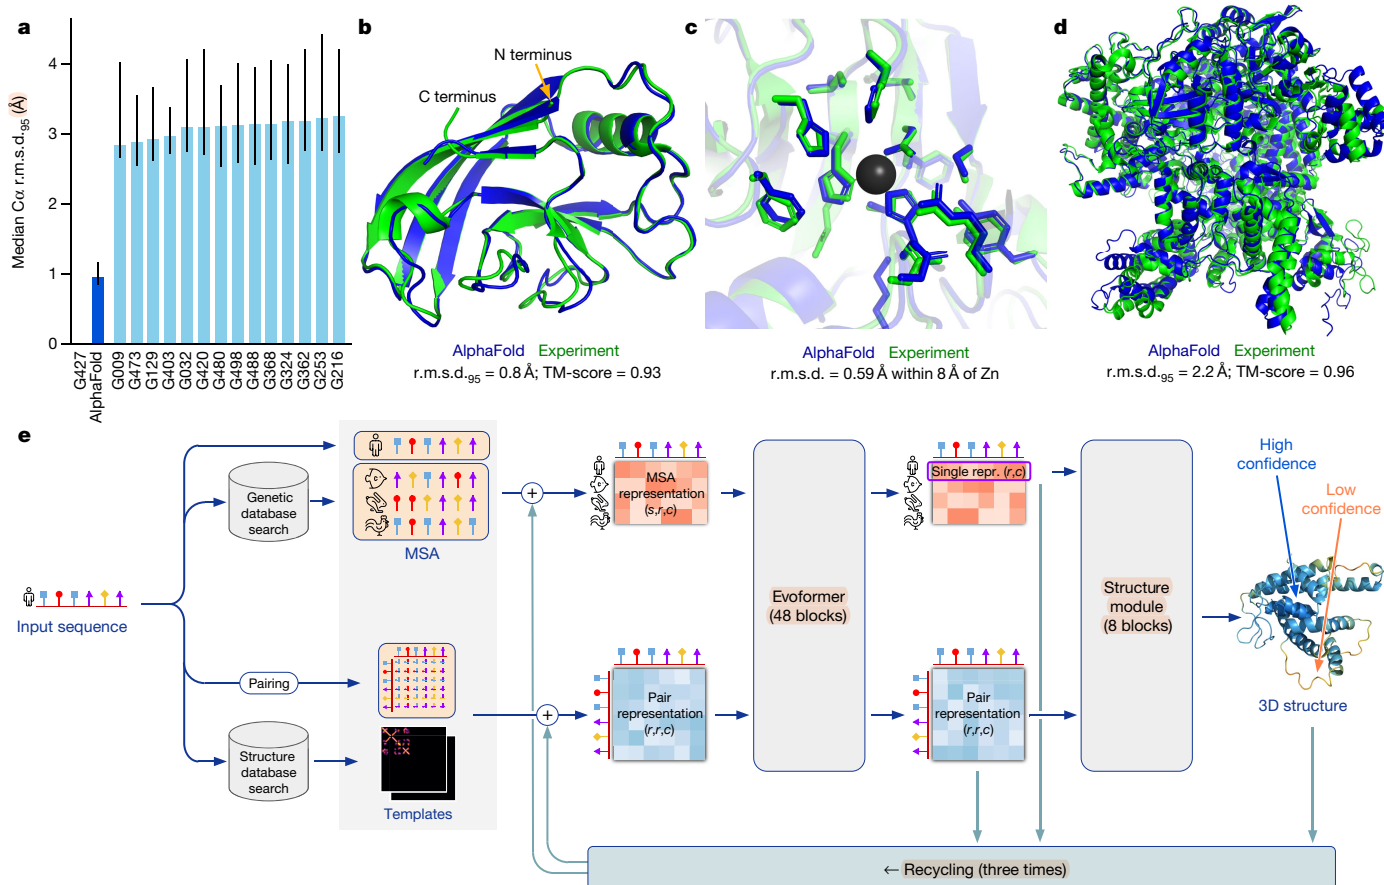 a
Median Cα r.m.s.d.95 (Å)
4
3
2
1
0
G427
AlphaFold
G009
G473
G129
G403
G032
G420
G480
G498
G488
G368
G324
G362
G253
G216
b
N terminus
C terminus
AlphaFold Experiment
r.m.s.d.95 = 0.8 Å; TM-score = 0.93
c
AlphaFold Experiment
r.m.s.d. = 0.59 Å within 8 Å of Zn
d
AlphaFold Experiment
r.m.s.d.95 = 2.2 Å; TM-score = 0.96
e
Input sequence
Genetic
database
search
Pairing
Structure
database
search
MSA
Templates
+
+
MSA
representation
(s,r,c)
Pair
representation
(r,r,c)
Evoformer
(48 blocks)
Single repr. (r,c)
Pair
representation
(r,r,c)
Structure
module
(8 blocks)
High
confidence
Low
confidence
3D structure
← Recycling (three times)